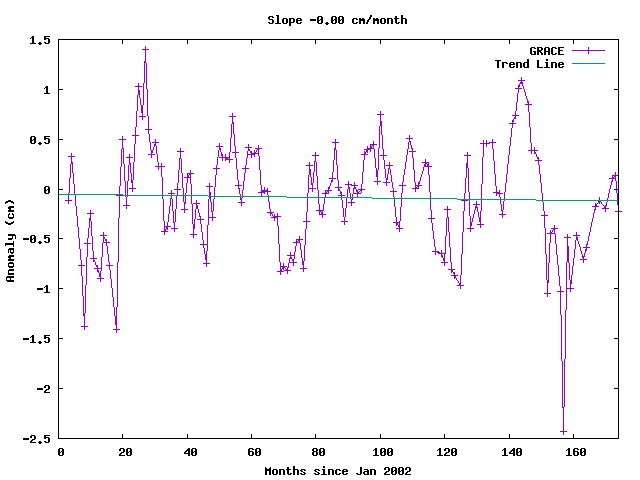 Slope -0.00 cm/month
GRACE
Trend Line
1.5
1
0.5
0
-0.5
-1
-1.5
-2
-2.5
Anomaly (cm)
0 20 40 60 80 100 120 140 160
Months since Jan 2002